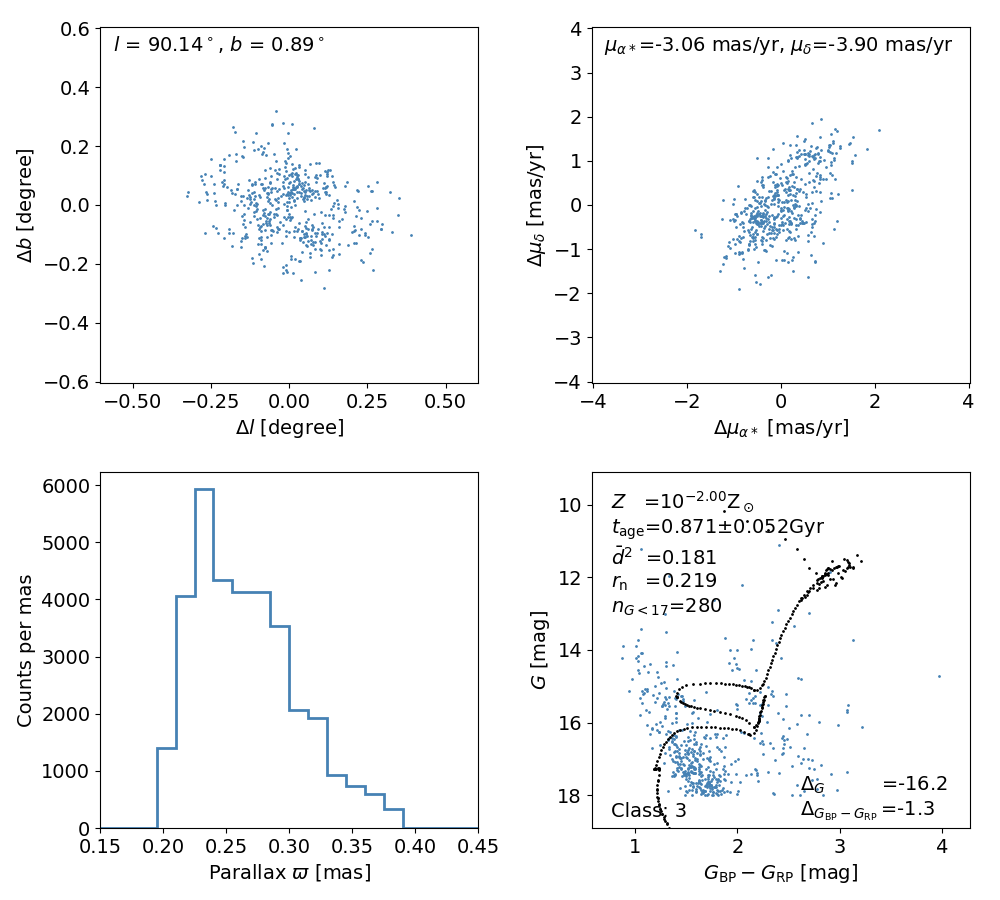 l = 90.14°, b = 0.89°
0.6
0.4
0.2
0.0
−0.2
−0.4
−0.6
Δb [degree]
−0.50 −0.25 0.00 0.25 0.50
Δl [degree]
μα*=-3.06 mas/yr, μδ=-3.90 mas/yr
4
3
2
1
0
−1
−2
−3
−4
Δμδ [mas/yr]
−4 −2 0 2 4
Δμα* [mas/yr]
6000
5000
4000
3000
2000
1000
0
Counts per mas
0.15 0.20 0.25 0.30 0.35 0.40 0.45
Parallax ϖ [mas]
Z =10^−2.00 Z⊙
tage=0.871±0.052Gyr
d̄² =0.181
rn =0.219
nG<17=280
10
12
14
16
18
G [mag]
ΔG =-16.2
ΔGBP−GRP=-1.3
Class 3
1 2 3 4
GBP − GRP [mag]